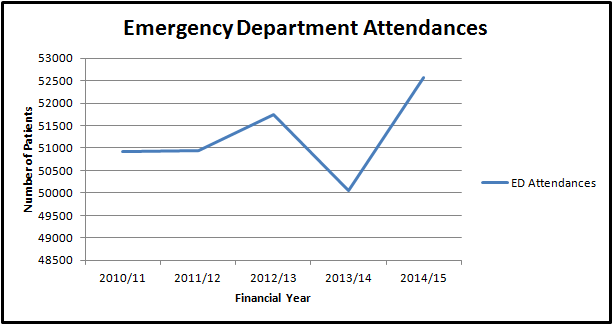 Emergency Department Attendances
53000
52500
52000
51500
51000
50500
50000
49500
49000
48500
Number of Patients
2010/11 2011/12 2012/13 2013/14 2014/15
Financial Year
ED Attendances